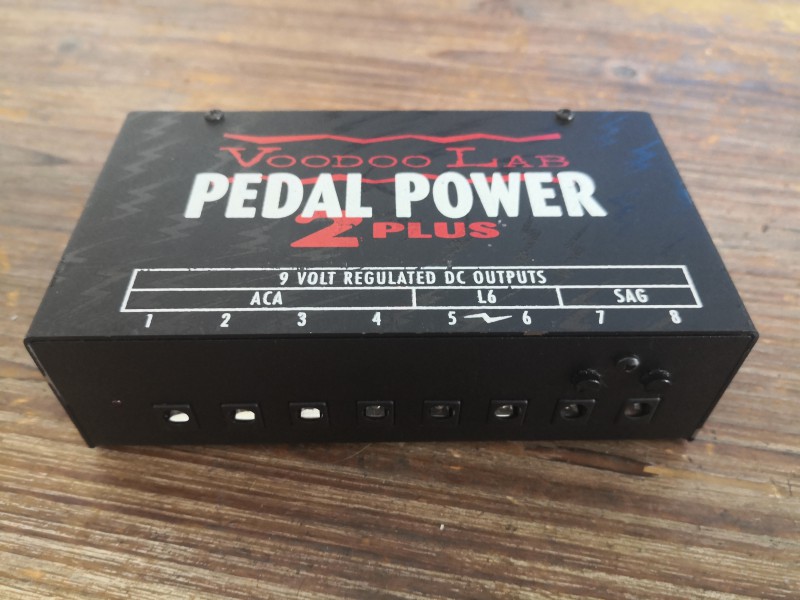 VOODOO LAB
PEDAL POWER
2 PLUS
9 VOLT REGULATED DC OUTPUTS
ACA L6 SAG
1 2 3 4 5 6 7 8